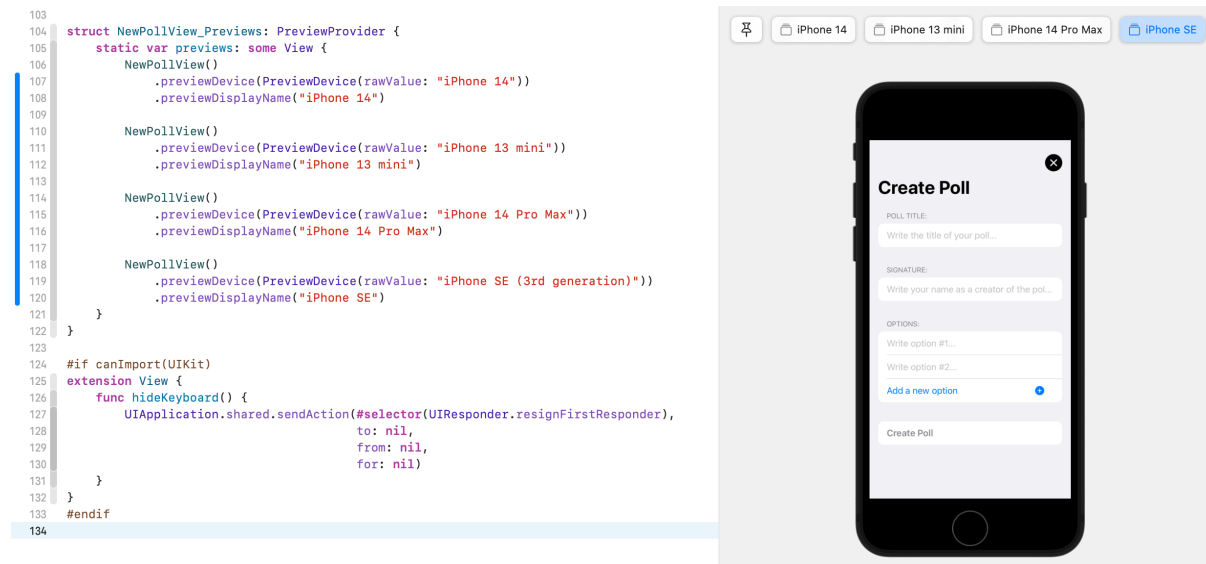 103
104 struct NewPollView_Previews: PreviewProvider {
105     static var previews: some View {
106         NewPollView()
107             .previewDevice(PreviewDevice(rawValue: "iPhone 14"))
108             .previewDisplayName("iPhone 14")
109
110         NewPollView()
111             .previewDevice(PreviewDevice(rawValue: "iPhone 13 mini"))
112             .previewDisplayName("iPhone 13 mini")
113
114         NewPollView()
115             .previewDevice(PreviewDevice(rawValue: "iPhone 14 Pro Max"))
116             .previewDisplayName("iPhone 14 Pro Max")
117
118         NewPollView()
119             .previewDevice(PreviewDevice(rawValue: "iPhone SE (3rd generation)"))
120             .previewDisplayName("iPhone SE")
121     }
122 }
123
124 #if canImport(UIKit)
125 extension View {
126     func hideKeyboard() {
127         UIApplication.shared.sendAction(#selector(UIResponder.resignFirstResponder),
128                                         to: nil,
129                                         from: nil,
130                                         for: nil)
131     }
132 }
133 #endif
134
iPhone 14 iPhone 13 mini iPhone 14 Pro Max iPhone SE
Create Poll
POLL TITLE:
Write the title of your poll...
SIGNATURE:
Write your name as a creator of the pol...
OPTIONS:
Write option #1...
Write option #2...
Add a new option
Create Poll